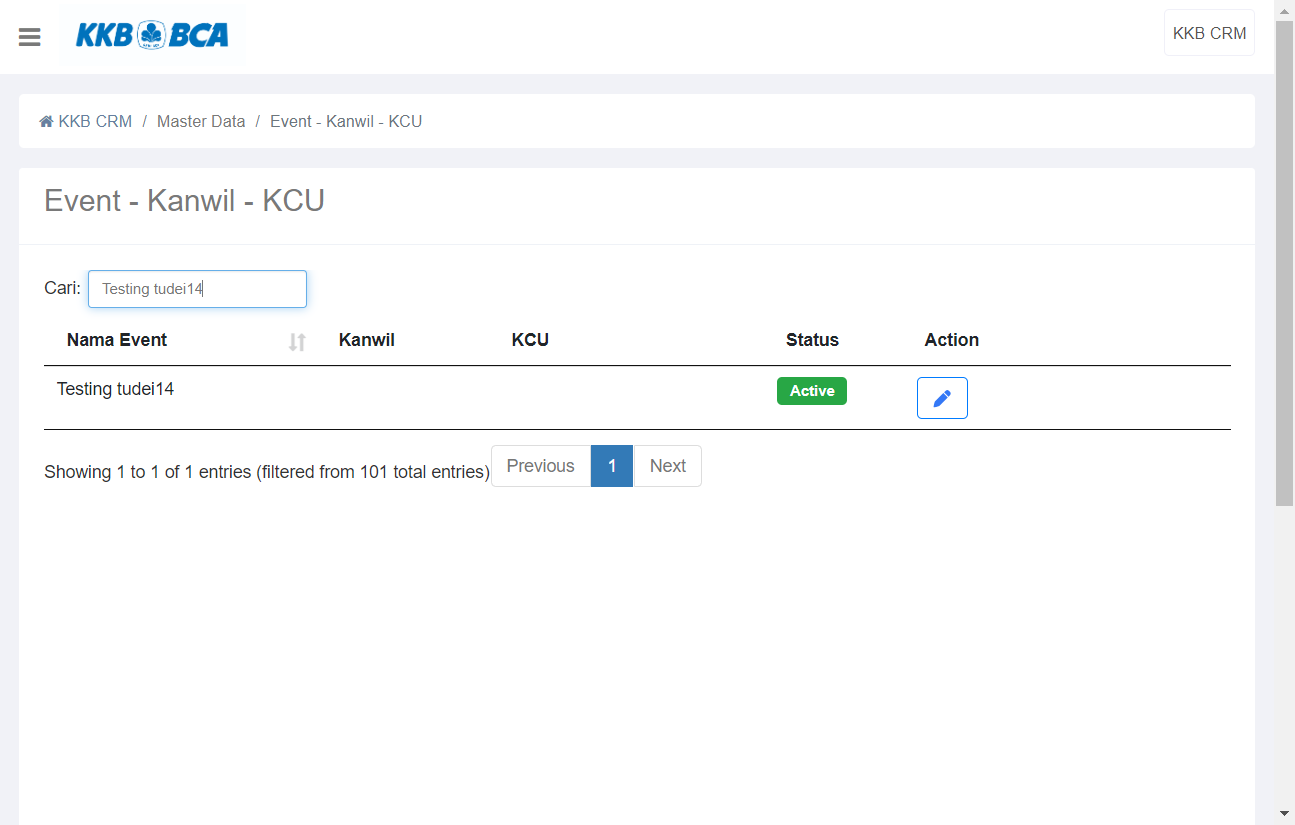 KKB BCA
KKB CRM
KKB CRM / Master Data / Event - Kanwil - KCU
Event - Kanwil - KCU
Cari: Testing tudei14
Nama Event Kanwil KCU Status Action
Testing tudei14 Active
Showing 1 to 1 of 1 entries (filtered from 101 total entries) Previous 1 Next